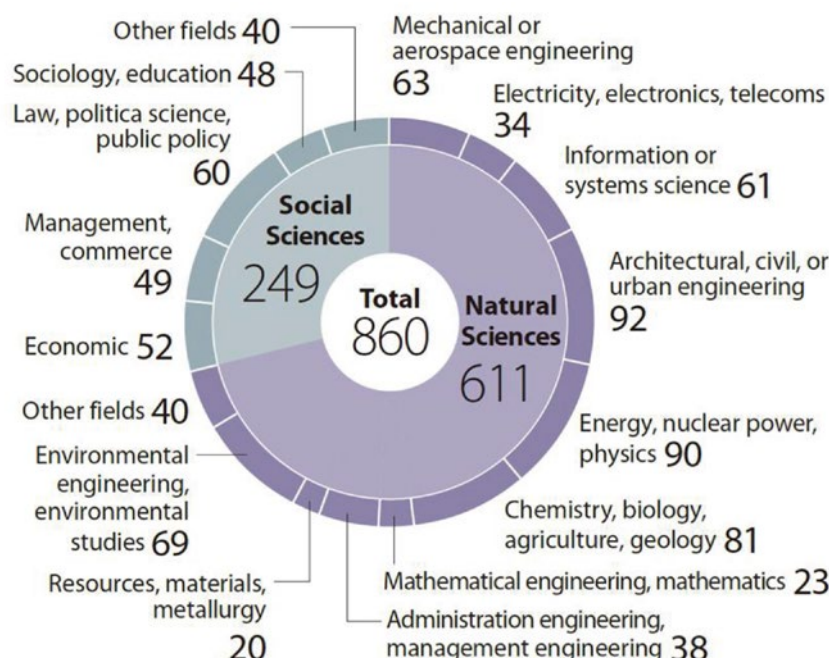 Other fields 40
Sociology, education 48
Law, politica science,
public policy
60
Management,
commerce
49
Economic 52
Other fields 40
Environmental
engineering,
environmental
studies 69
Resources, materials,
metallurgy
20
Mechanical or
aerospace engineering
63
Electricity, electronics, telecoms
34
Information or
systems science 61
Architectural, civil, or
urban engineering
92
Energy, nuclear power,
physics 90
Chemistry, biology,
agriculture, geology 81
Mathematical engineering, mathematics 23
Administration engineering,
management engineering 38
Social
Sciences
249
Total
860
Natural
Sciences
611